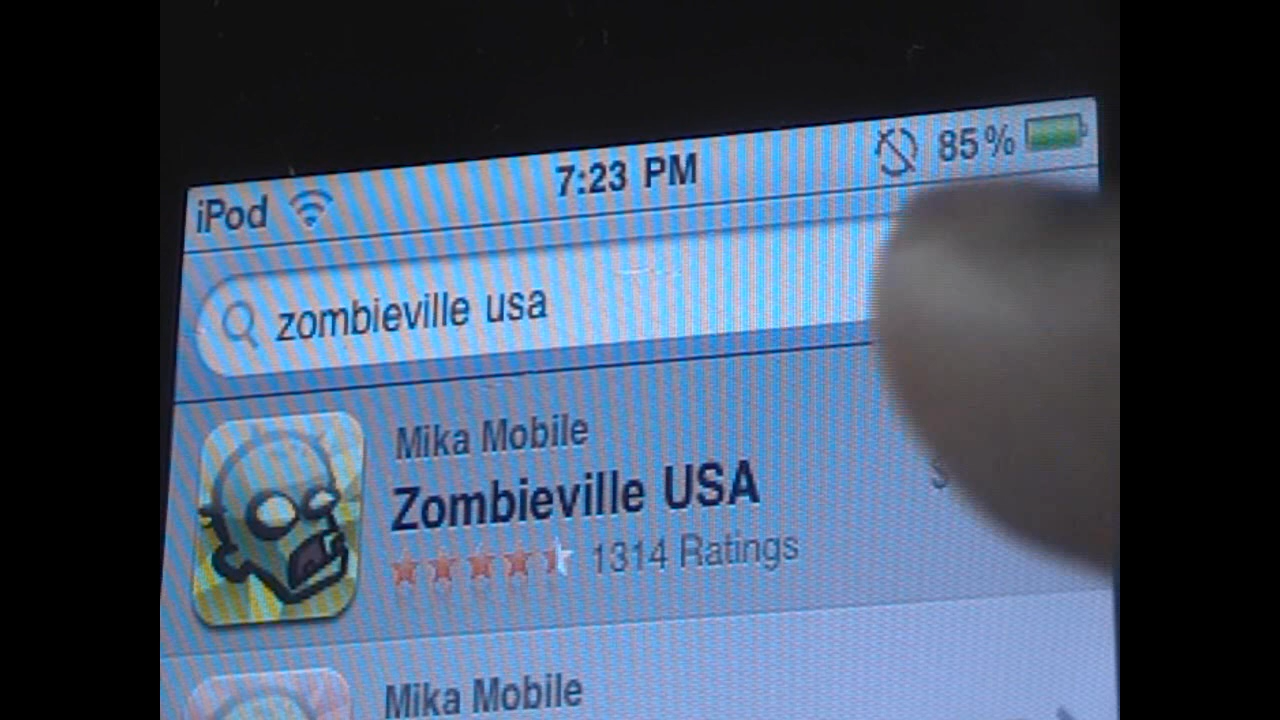 iPod 7:23 PM 85%
zombieville usa
Mika Mobile
Zombieville USA
1314 Ratings
Mika Mobile